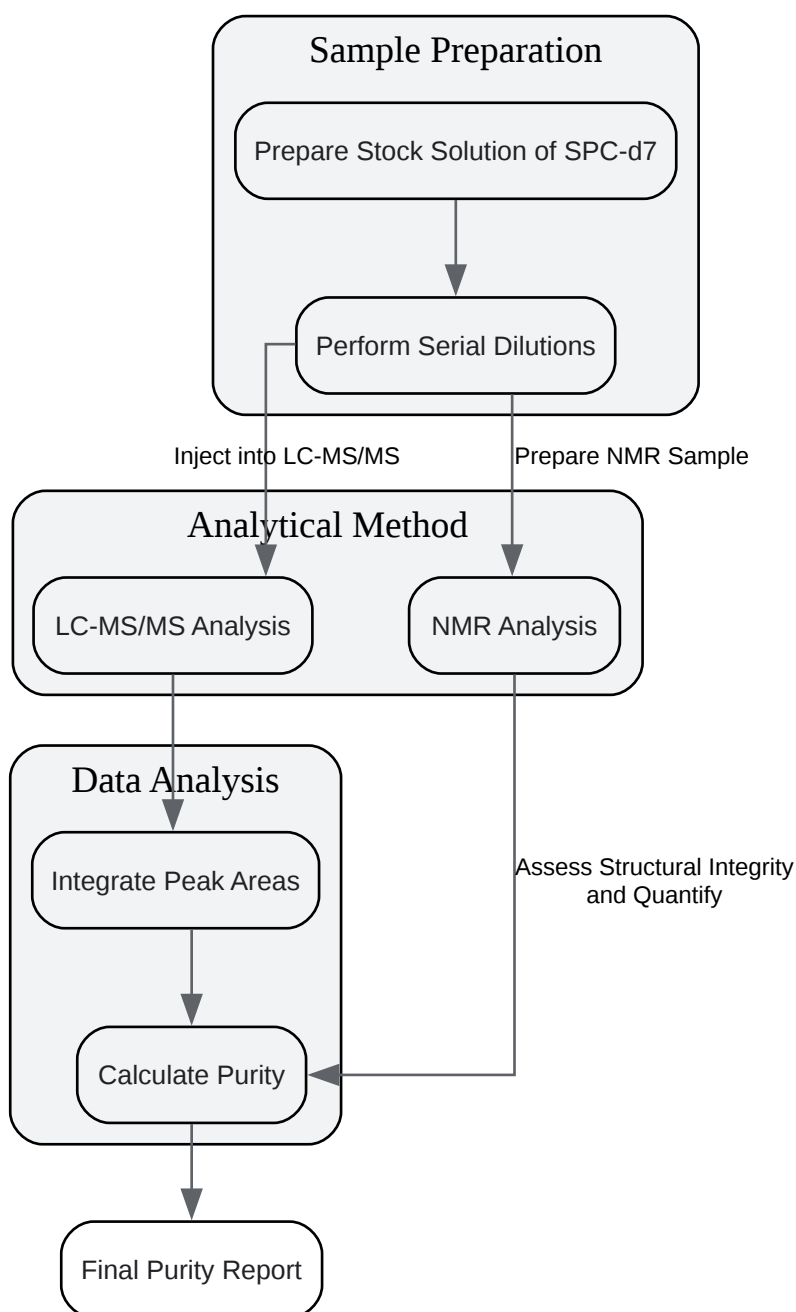 Sample Preparation
Prepare Stock Solution of SPC-d7
Perform Serial Dilutions
Inject into LC-MS/MS
Prepare NMR Sample
Analytical Method
LC-MS/MS Analysis
NMR Analysis
Data Analysis
Integrate Peak Areas
Assess Structural Integrity
and Quantify
Calculate Purity
Final Purity Report